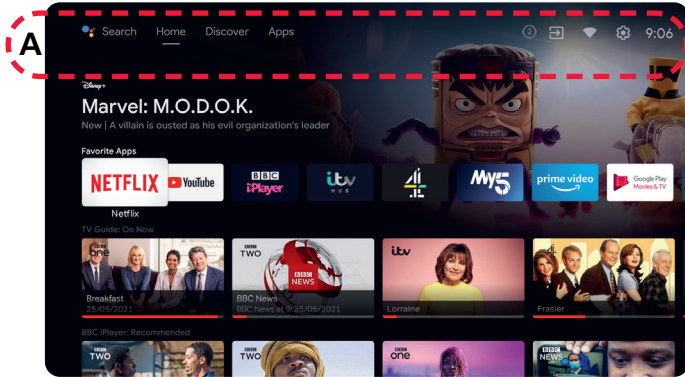 A
Search Home Discover Apps 2 9:06
Disney+
Marvel: M.O.D.O.K.
New | A villain is ousted as his evil organization's leader
Favorite Apps
NETFLIX YouTube BBC iPlayer itv HUB 4 My5 prime video Google Play Movies & TV
Netflix
TV Guide: On Now
BBC one BBC TWO BBC NEWS itv 4
Breakfast BBC News Lorraine Frasier
25/05/2021 BBC News at 9: 25/05/2021
BBC iPlayer: Recommended
BBC TWO BBC TWO BBC one BBC NEWS